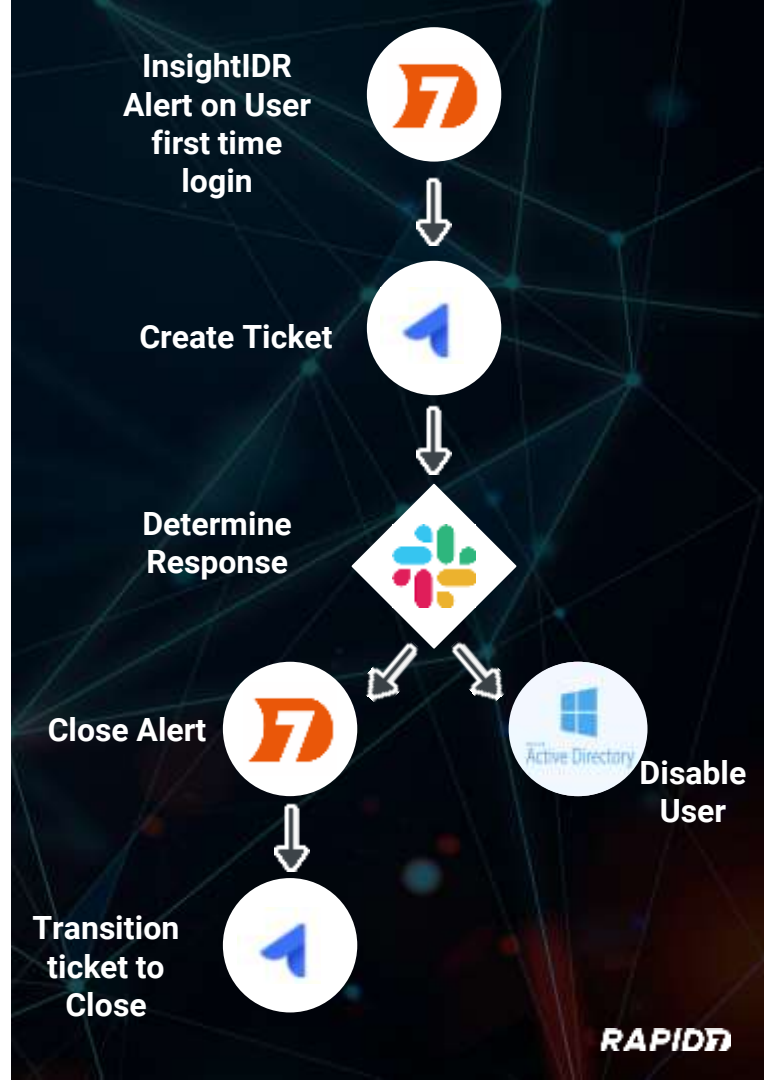 InsightIDR
Alert on User
first time
login
Create Ticket
Determine
Response
Close Alert
Active Directory
Disable
User
Transition
ticket to
Close
RAPID7